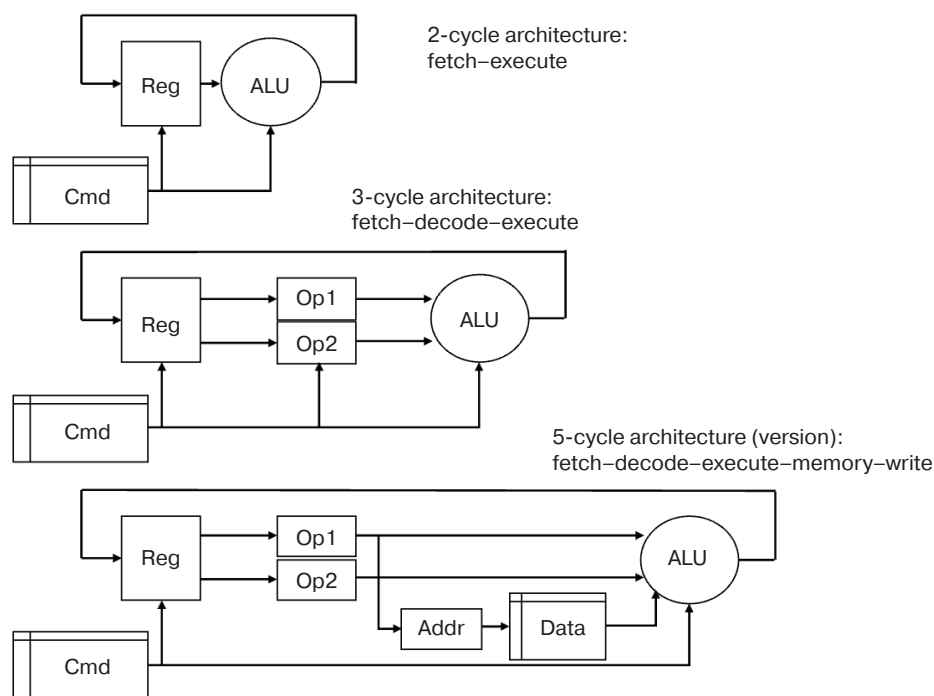 2-cycle architecture:
fetch–execute
Reg
ALU
Cmd
3-cycle architecture:
fetch–decode–execute
Reg
Op1
Op2
ALU
Cmd
5-cycle architecture (version):
fetch–decode–execute–memory–write
Reg
Op1
Op2
ALU
Addr
Data
Cmd